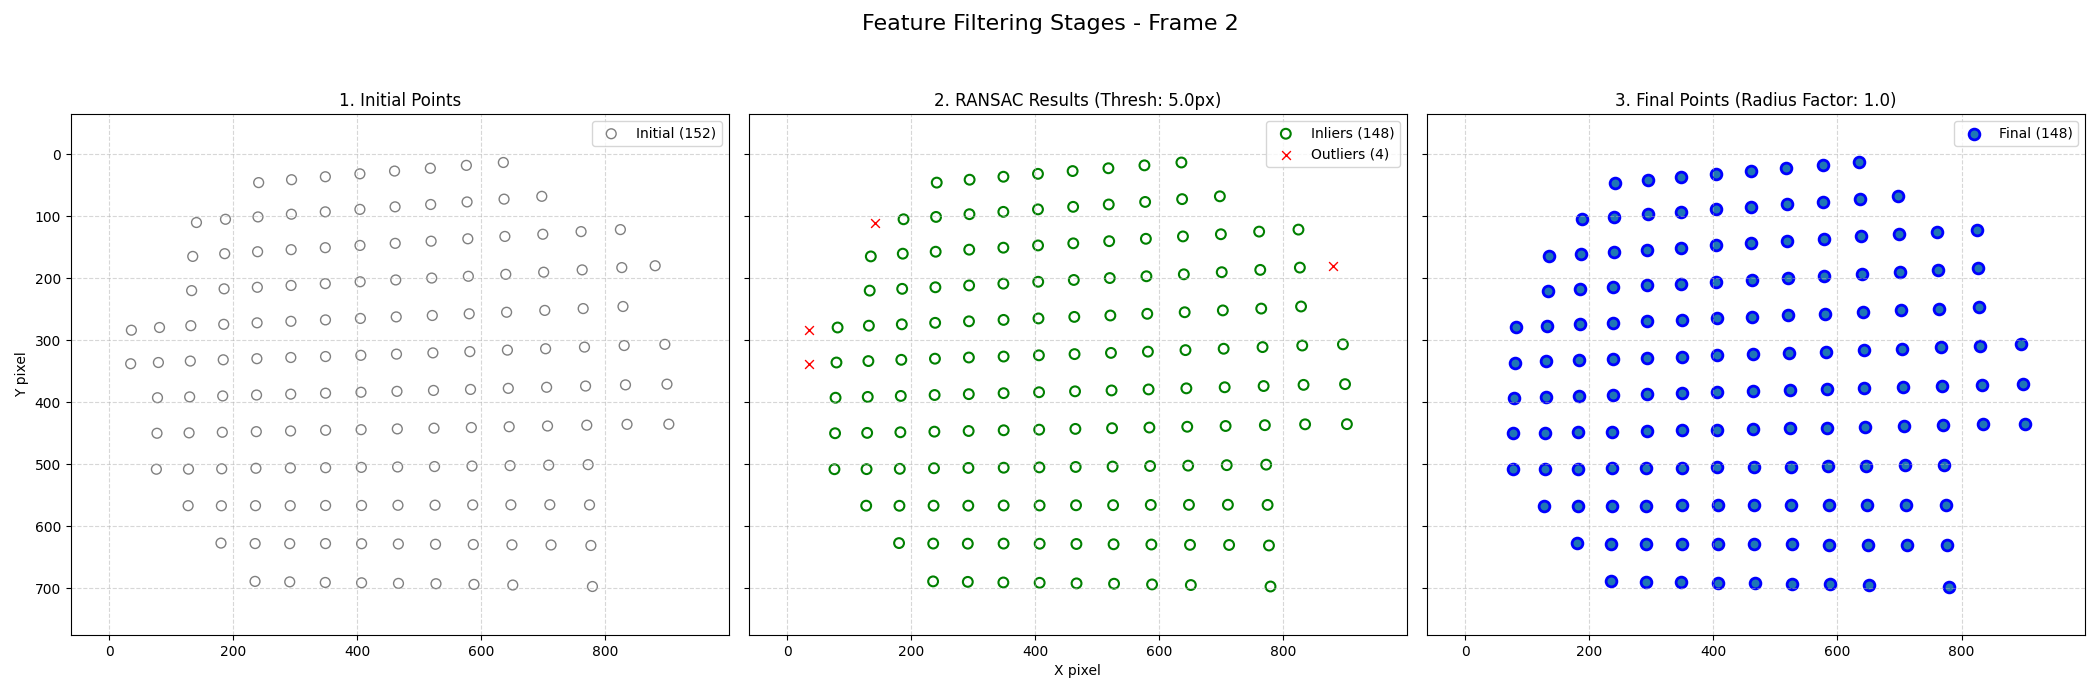 Feature Filtering Stages - Frame 2
1. Initial Points
Initial (152)
0
100
200
300
400
500
600
700
Y pixel
0
200
400
600
800
2. RANSAC Results (Thresh: 5.0px)
Inliers (148)
Outliers (4)
0
200
400
600
800
X pixel
3. Final Points (Radius Factor: 1.0)
Final (148)
0
200
400
600
800